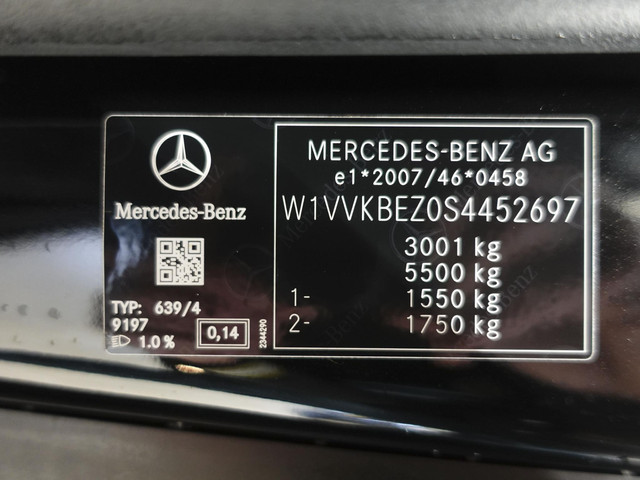 Mercedes-Benz
TYP: 639/4
9197
1.0 %
0,14
2344290
MERCEDES-BENZ AG
e1*2007/46*0458
W1VVKBEZ0S4452697
3001 kg
5500 kg
1- 1550 kg
2- 1750 kg